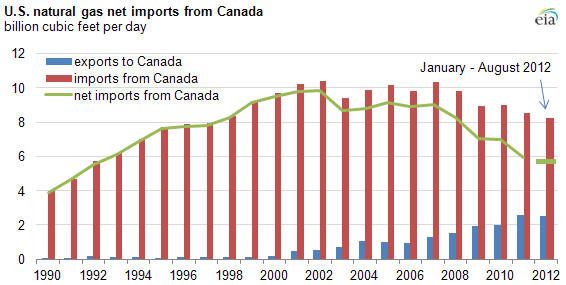 U.S. natural gas net imports from Canada
billion cubic feet per day
eia
12
10
8
6
4
2
0
exports to Canada
imports from Canada
net imports from Canada
January - August 2012
1990 1992 1994 1996 1998 2000 2002 2004 2006 2008 2010 2012